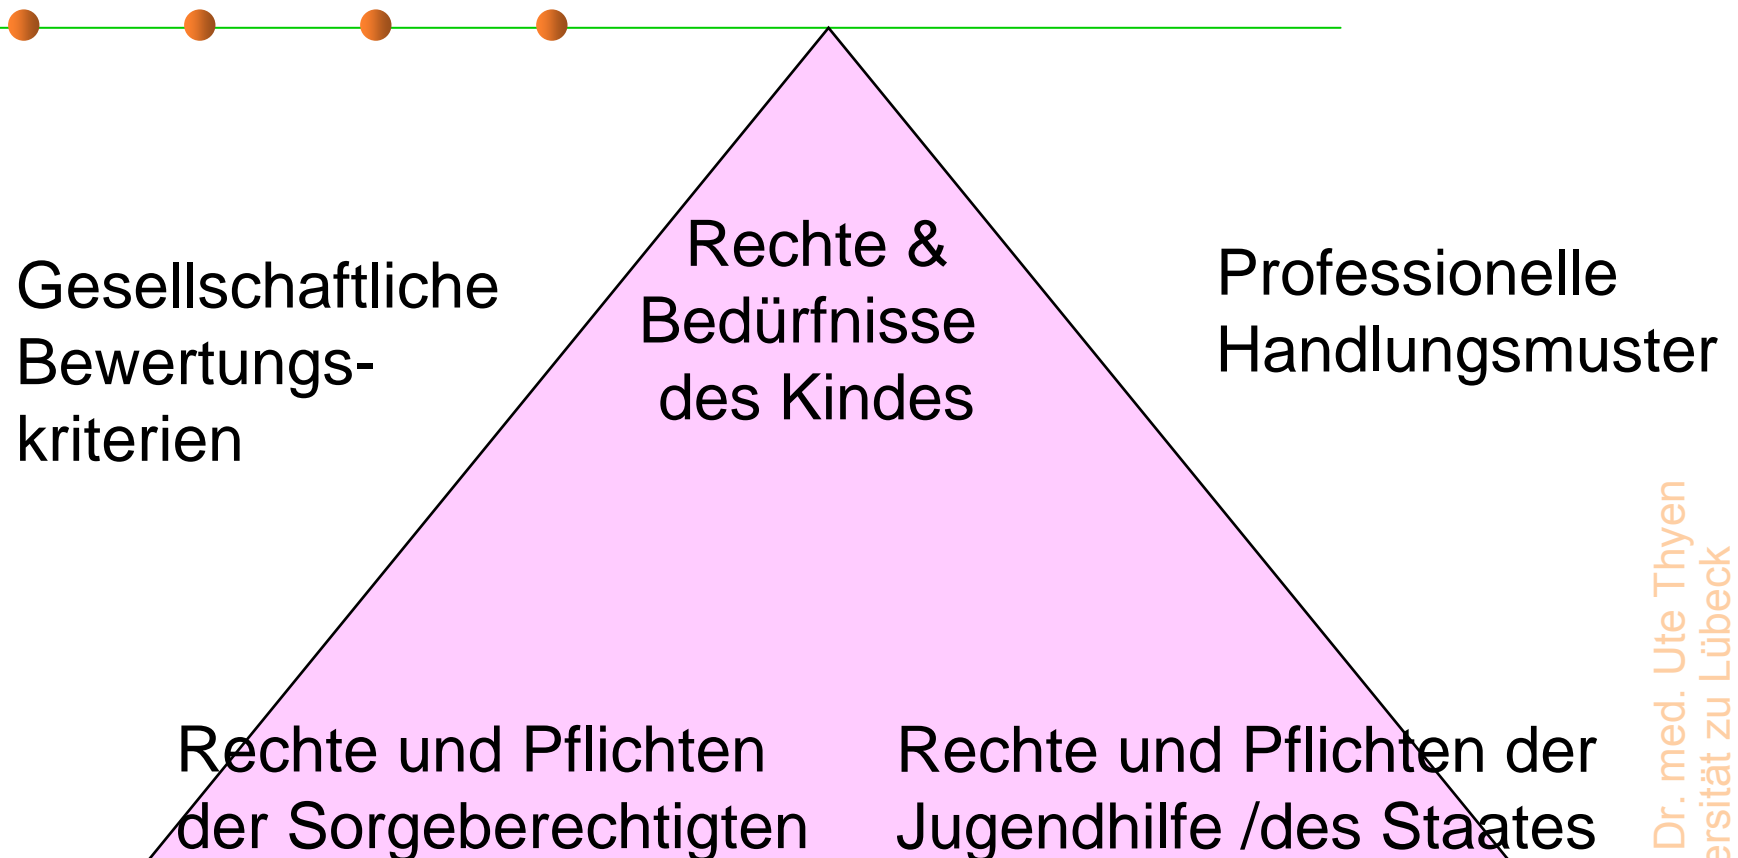 Rechte &
Bedürfnisse
des Kindes
Gesellschaftliche
Bewertungs-
kriterien
Professionelle
Handlungsmuster
Rechte und Pflichten
der Sorgeberechtigten
Rechte und Pflichten der
Jugendhilfe /des Staates
Dr. med. Ute Thyen
zu Lübeck